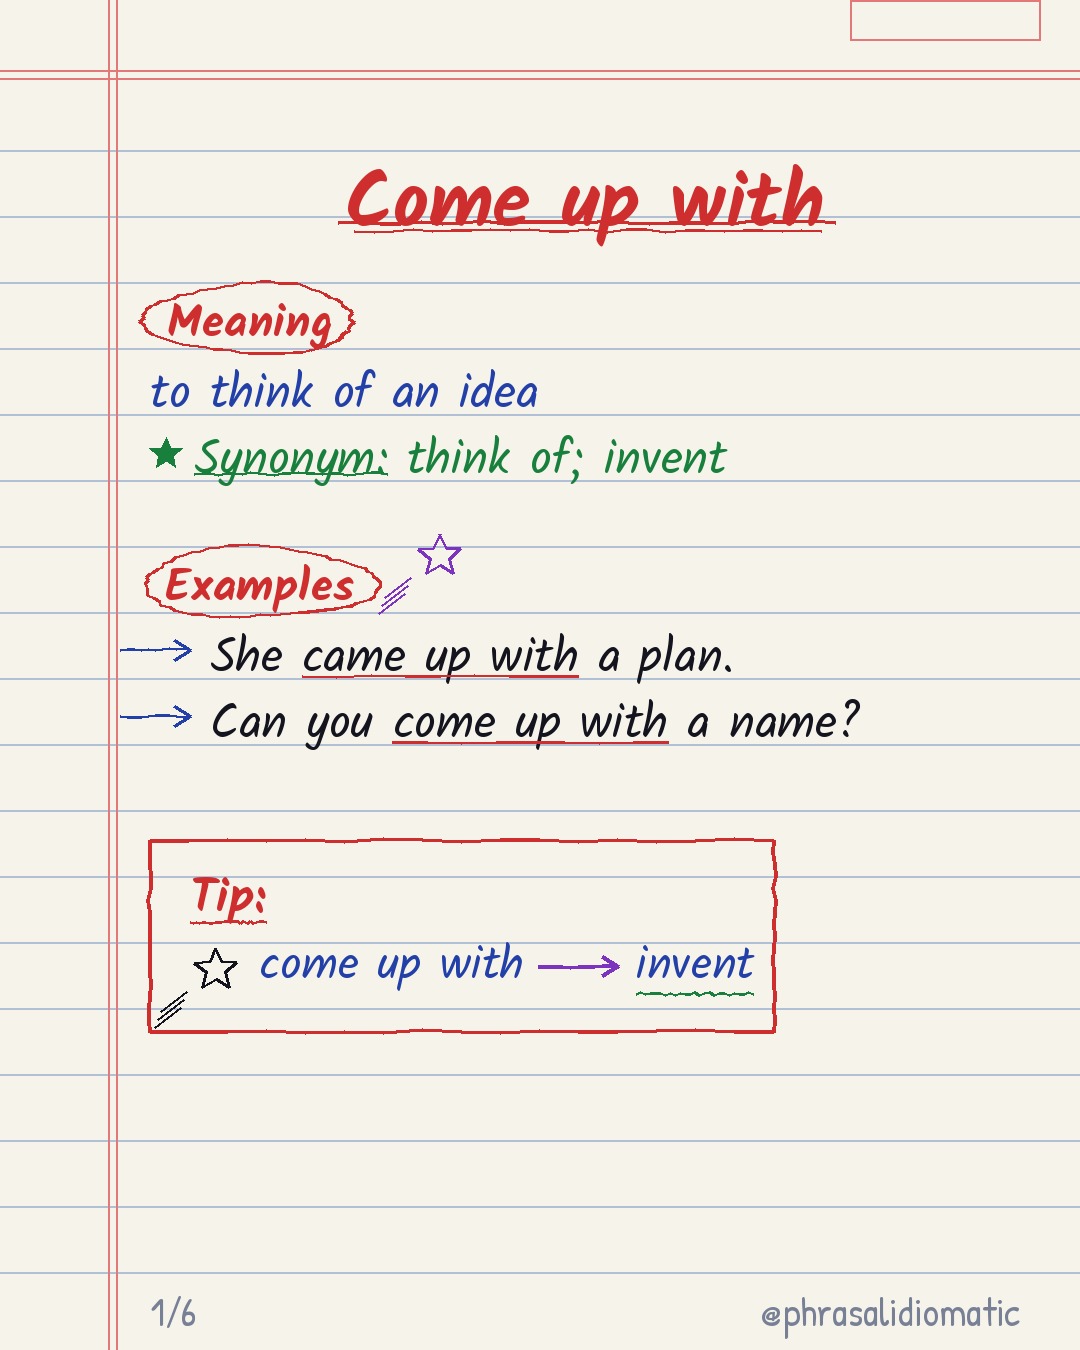 Come up with
Meaning
to think of an idea
Synonym: think of; invent
Examples
She came up with a plan.
Can you come up with a name?
Tip:
come up with → invent
1/6
@phrasalidiomatic